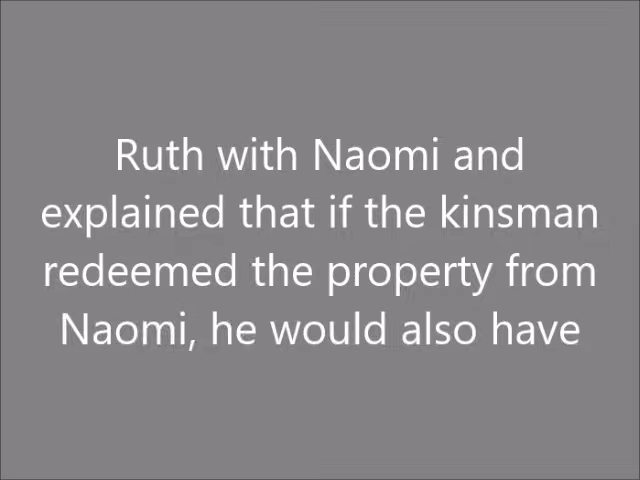 Ruth with Naomi and
explained that if the kinsman
redeemed the property from
Naomi, he would also have